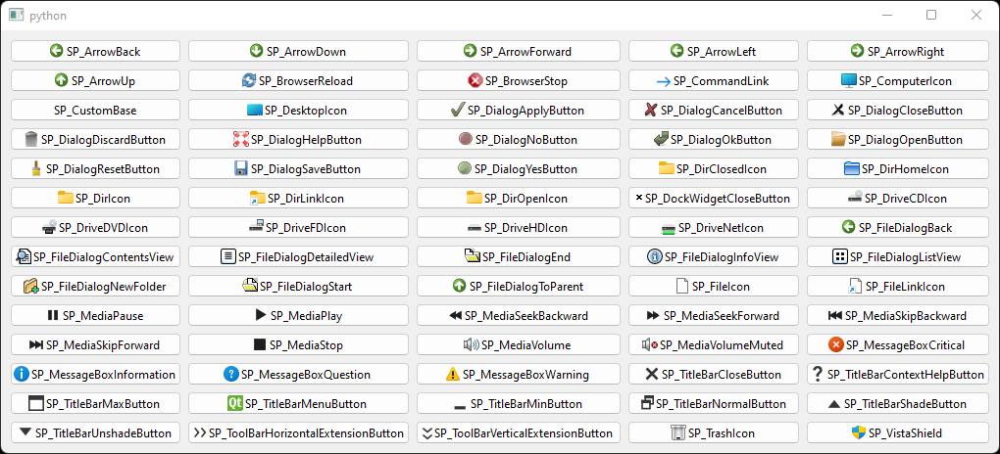 python
SP_ArrowBack SP_ArrowDown SP_ArrowForward SP_ArrowLeft SP_ArrowRight
SP_ArrowUp SP_BrowserReload SP_BrowserStop SP_CommandLink SP_ComputerIcon
SP_CustomBase SP_DesktopIcon SP_DialogApplyButton SP_DialogCancelButton SP_DialogCloseButton
SP_DialogDiscardButton SP_DialogHelpButton SP_DialogNoButton SP_DialogOkButton SP_DialogOpenButton
SP_DialogResetButton SP_DialogSaveButton SP_DialogYesButton SP_DirClosedIcon SP_DirHomeIcon
SP_DirIcon SP_DirLinkIcon SP_DirOpenIcon SP_DockWidgetCloseButton SP_DriveCDIcon
SP_DriveDVDIcon SP_DriveFDIcon SP_DriveHDIcon SP_DriveNetIcon SP_FileDialogBack
SP_FileDialogContentsView SP_FileDialogDetailedView SP_FileDialogEnd SP_FileDialogInfoView SP_FileDialogListView
SP_FileDialogNewFolder SP_FileDialogStart SP_FileDialogToParent SP_FileIcon SP_FileLinkIcon
SP_MediaPause SP_MediaPlay SP_MediaSeekBackward SP_MediaSeekForward SP_MediaSkipBackward
SP_MediaSkipForward SP_MediaStop SP_MediaVolume SP_MediaVolumeMuted SP_MessageBoxCritical
SP_MessageBoxInformation SP_MessageBoxQuestion SP_MessageBoxWarning SP_TitleBarCloseButton SP_TitleBarContextHelpButton
SP_TitleBarMaxButton Qt SP_TitleBarMenuButton SP_TitleBarMinButton SP_TitleBarNormalButton SP_TitleBarShadeButton
SP_TitleBarUnshadeButton SP_ToolBarHorizontalExtensionButton SP_ToolBarVerticalExtensionButton SP_TrashIcon SP_VistaShield